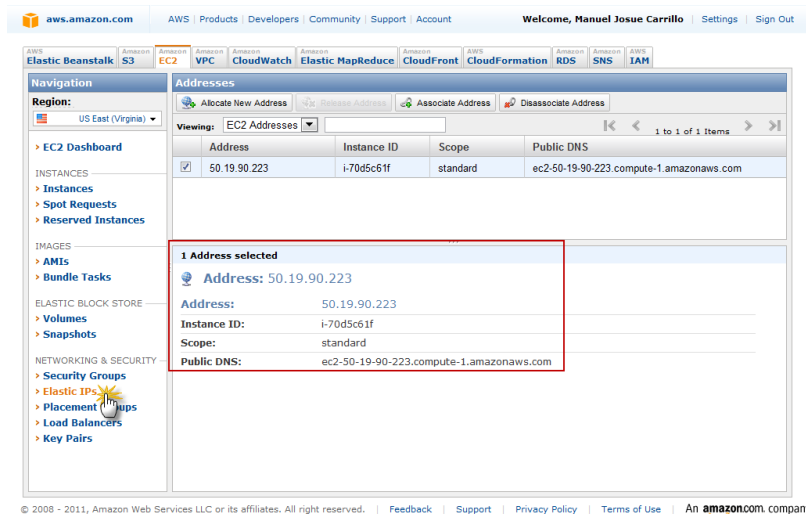 aws.amazon.com AWS | Products | Developers | Community | Support | Account Welcome, Manuel Josue Carrillo | Settings | Sign Out
AWS Elastic Beanstalk Amazon S3 Amazon EC2 Amazon VPC Amazon CloudWatch Amazon Elastic MapReduce Amazon CloudFront AWS CloudFormation Amazon RDS Amazon SNS AWS IAM
Navigation
Region:
US East (Virginia)
EC2 Dashboard
INSTANCES
Instances
Spot Requests
Reserved Instances
IMAGES
AMIs
Bundle Tasks
ELASTIC BLOCK STORE
Volumes
Snapshots
NETWORKING & SECURITY
Security Groups
Elastic IPs
Placement Groups
Load Balancers
Key Pairs
Addresses
Allocate New Address Release Address Associate Address Disassociate Address
Viewing: EC2 Addresses 1 to 1 of 1 Items
Address Instance ID Scope Public DNS
50.19.90.223 i-70d5c61f standard ec2-50-19-90-223.compute-1.amazonaws.com
1 Address selected
Address: 50.19.90.223
Address: 50.19.90.223
Instance ID: i-70d5c61f
Scope: standard
Public DNS: ec2-50-19-90-223.compute-1.amazonaws.com
© 2008 - 2011, Amazon Web Services LLC or its affiliates. All right reserved. | Feedback | Support | Privacy Policy | Terms of Use | An amazon.com. compan